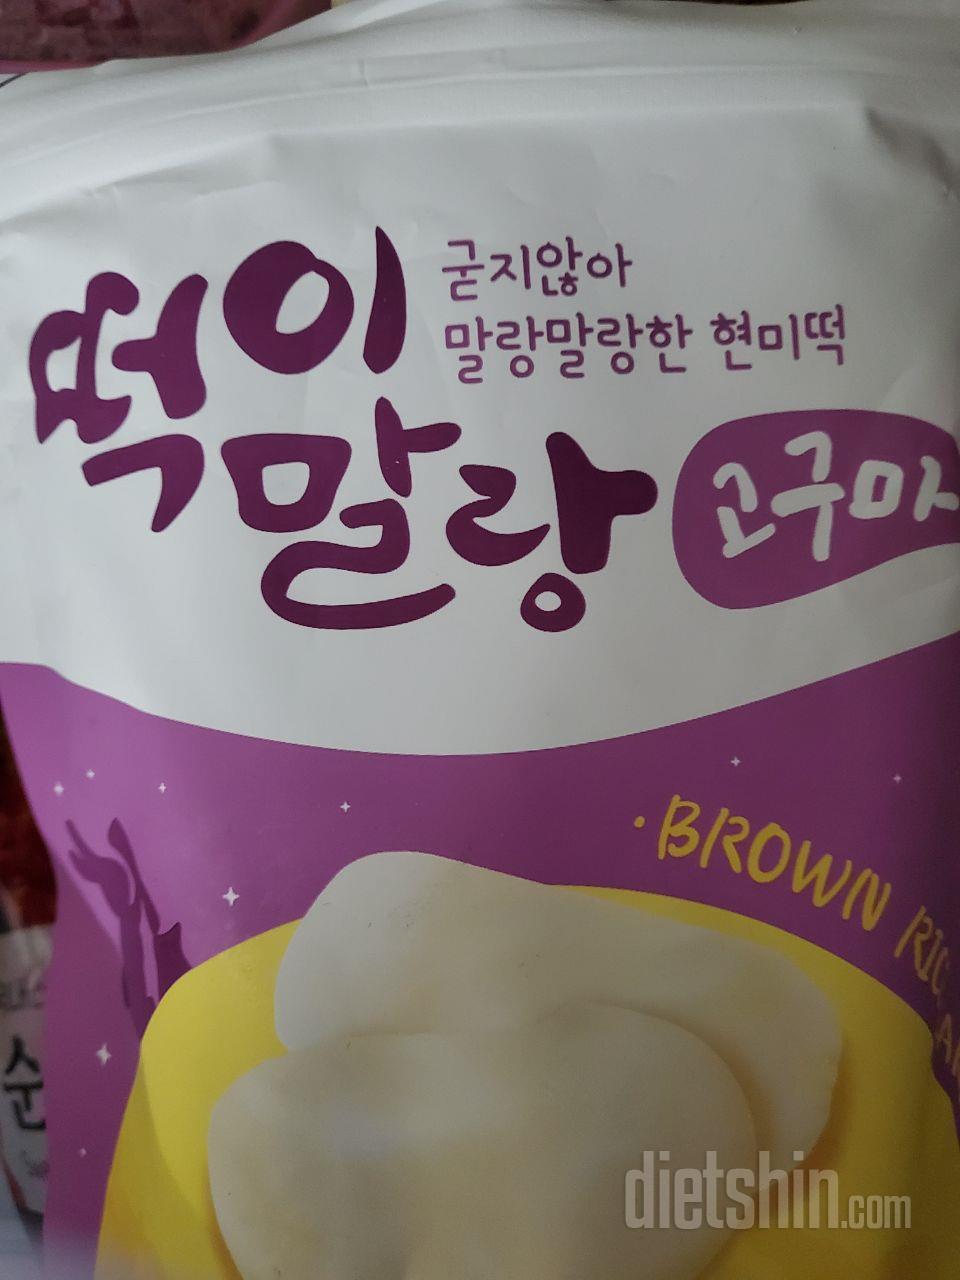 떡이
굳지않아
말랑말랑한 현미떡
말랑
고구마
·BROWN
순
dietshin.com